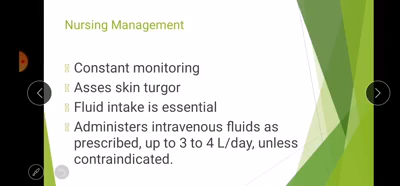 Nursing Management
Constant monitoring
Asses skin turgor
Fluid intake is essential
Administers intravenous fluids as
prescribed, up to 3 to 4 L/day, unless
contraindicated.